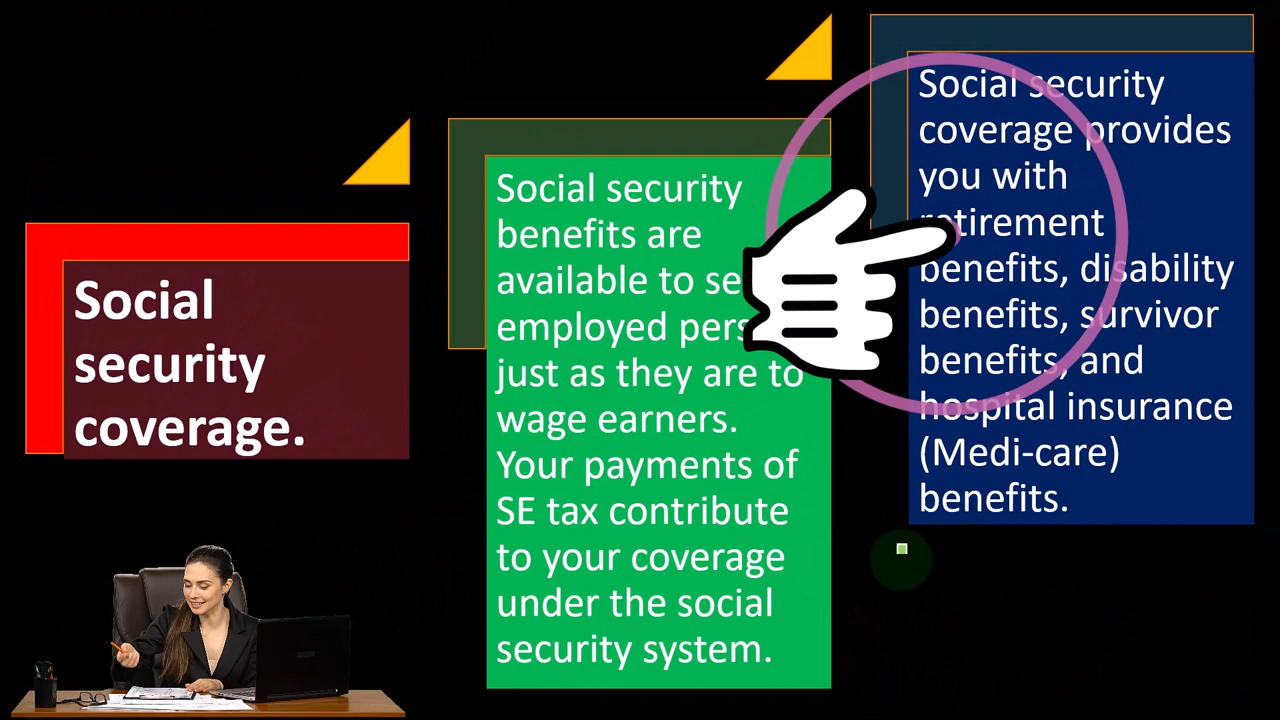 Social
security
coverage.
Social security
benefits are
available to
employed
just as they are to
wage earners.
Your payments of
SE tax contribute
to your coverage
under the social
security system.
Social security
coverage provides
you with
retirement
benefits, disability
benefits, survivor
benefits, and
hospital insurance
(Medi-care)
benefits.